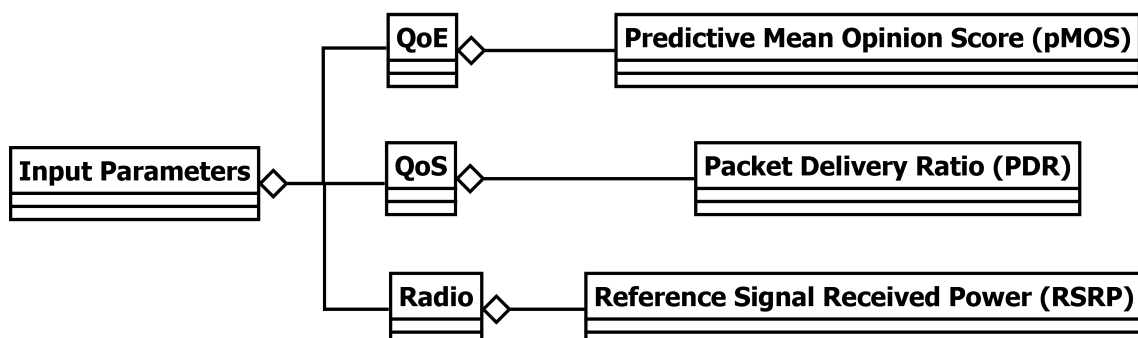 QoE
Predictive Mean Opinion Score (pMOS)
Input Parameters
QoS
Packet Delivery Ratio (PDR)
Radio
Reference Signal Received Power (RSRP)